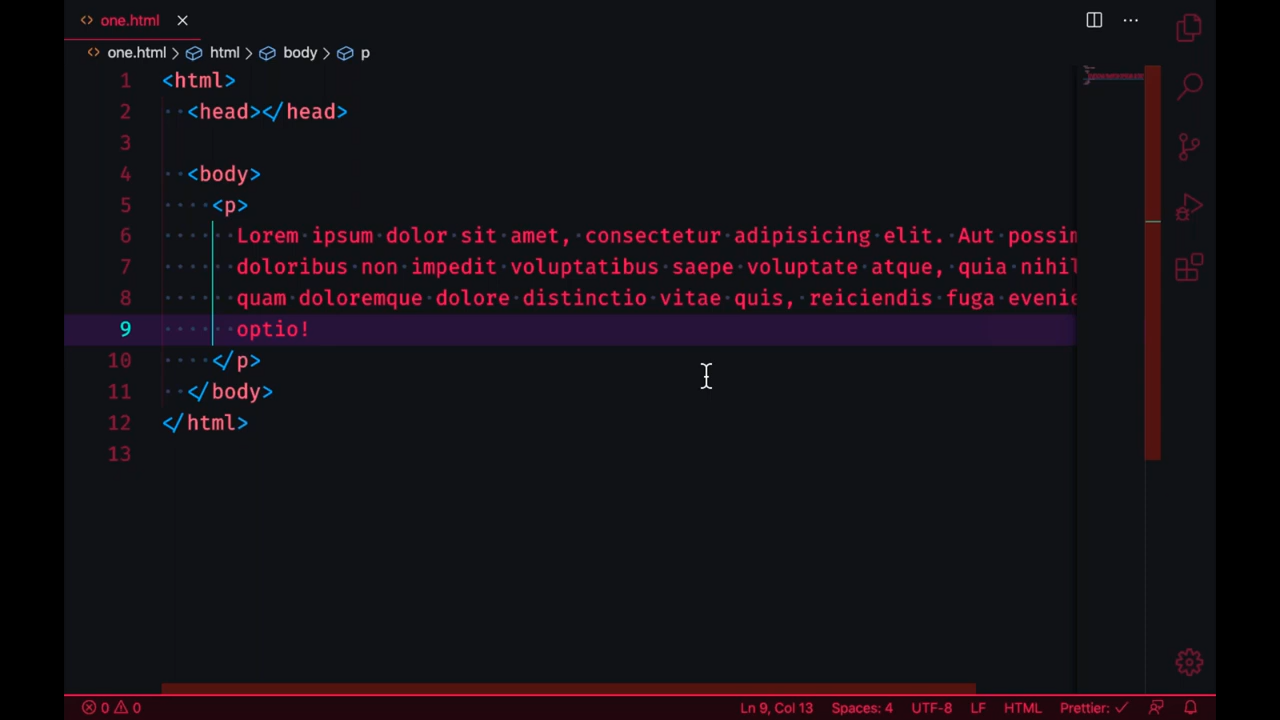 one.html
one.html > html > body > p
1 <html>
2 <head></head>
3
4 <body>
5 <p>
6 Lorem ipsum dolor sit amet, consectetur adipisicing elit. Aut possim
7 doloribus non impedit voluptatibus saepe voluptate atque, quia nihil
8 quam doloremque dolore distinctio vitae quis, reiciendis fuga evenie
9 optio!
10 </p>
11 </body>
12 </html>
13
0 0 Ln 9, Col 13 Spaces: 4 UTF-8 LF HTML Prettier: ✓